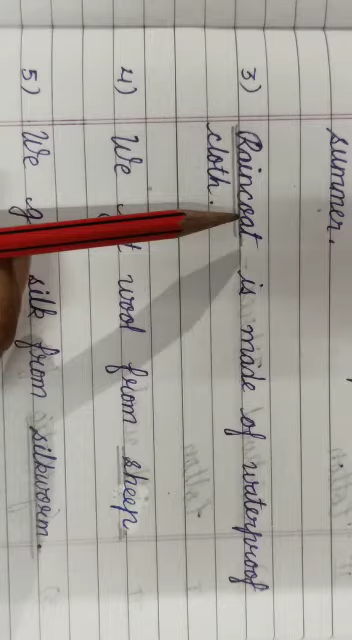 summer.
3) Raincoat is made of waterproof
cloth.
4) We wool from sheep.
5) We silk from silkworm.